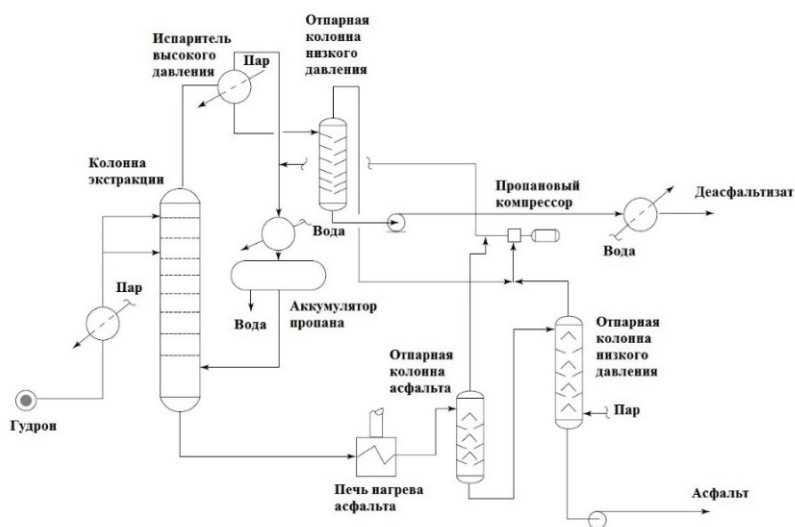 Испаритель
высокого
давления
Пар
Отпарная
колонна
низкого
давления
Колонна
экстракции
Пропановый
компрессор
Деасфальтизат
Вода
Вода
Пар
Вода
Аккумулятор
пропана
Отпарная
колонна
асфальта
Отпарная
колонна
низкого
давления
Пар
Гудрон
Печь нагрева
асфальта
Асфальт